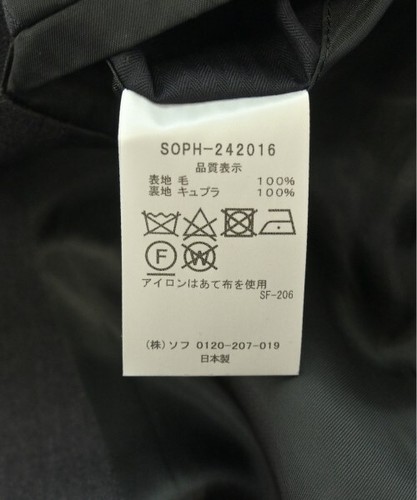 SOPH-242016
品質表示
表地 毛 100%
裏地 キュプラ 100%
F W
アイロンはあて布を使用
SF-206
(株)ソフ 0120-207-019
日本製